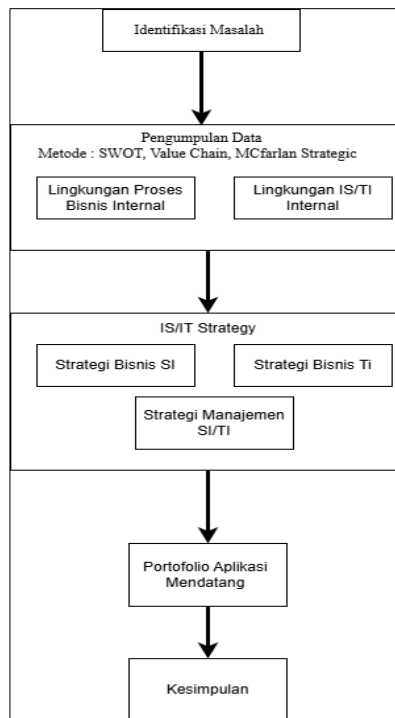 Identifikasi Masalah
Pengumpulan Data
Metode : SWOT, Value Chain, MCfarlan Strategic
Lingkungan Proses
Bisnis Internal
Lingkungan IS/TI
Internal
IS/IT Strategy
Strategi Bisnis SI
Strategi Bisnis Ti
Strategi Manajemen
SI/TI
Portofolio Aplikasi
Mendatang
Kesimpulan